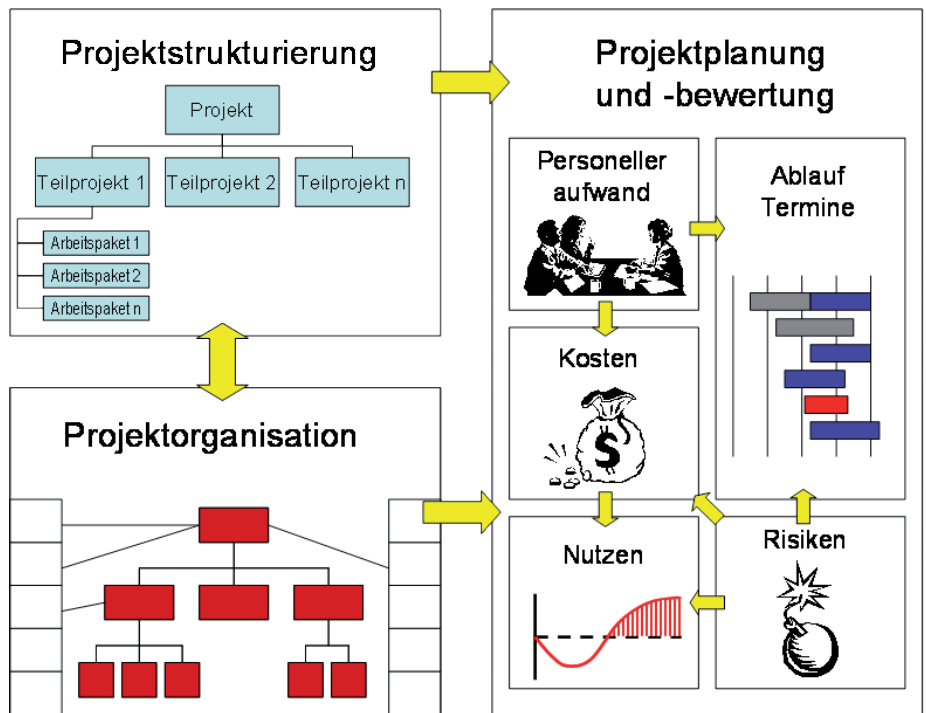 Projektstrukturierung
Projekt
Teilprojekt 1
Teilprojekt 2
Teilprojekt n
Arbeitspaket 1
Arbeitspaket 2
Arbeitspaket n
Projektorganisation
Projektplanung
und -bewertung
Personeller
aufwand
Ablauf
Termine
Kosten
$
Nutzen
Risiken